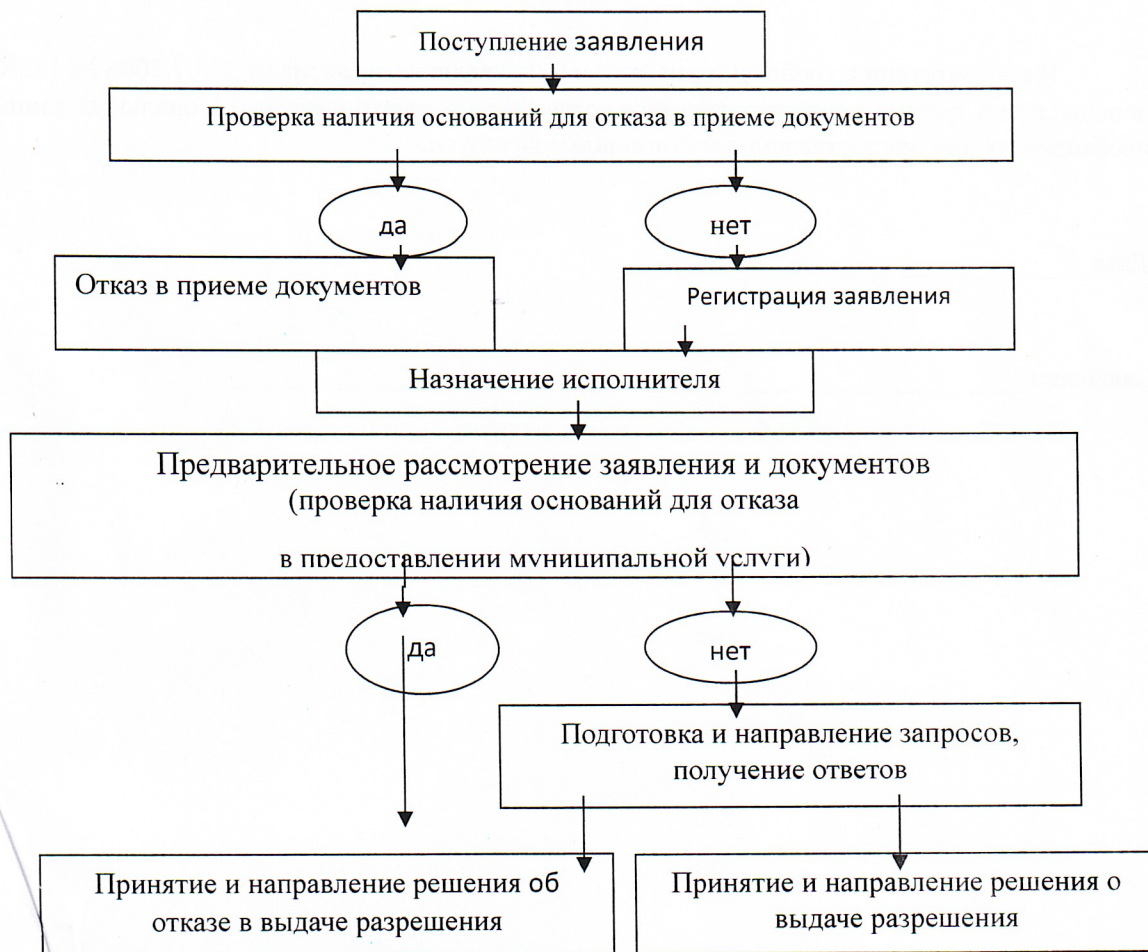 Поступление заявления
Проверка наличия оснований для отказа в приеме документов
да
нет
Отказ в приеме документов
Регистрация заявления
Назначение исполнителя
Предварительное рассмотрение заявления и документов
(проверка наличия оснований для отказа
в предоставлении муниципальной услуги)
да
нет
Подготовка и направление запросов,
получение ответов
Принятие и направление решения об
отказе в выдаче разрешения
Принятие и направление решения о
выдаче разрешения